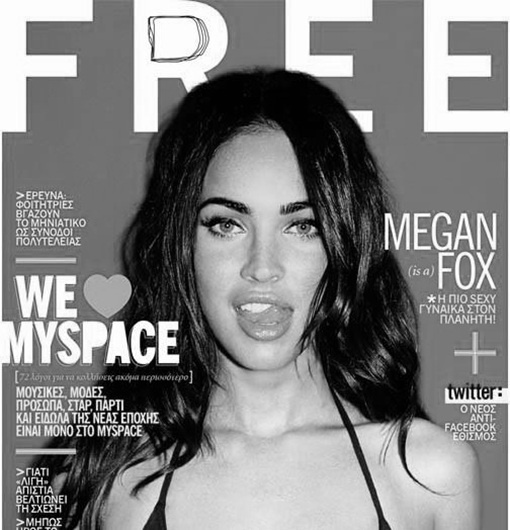 FREE
>ΕΡΕΥΝΑ:
ΦΟΙΤΗΤΡΙΕΣ
ΒΓΑΖΟΥΝ
ΤΟ ΜΗΝΙΑΤΙΚΟ
ΩΣ ΣΥΝΟΔΟΙ
ΠΟΛΥΤΕΛΕΙΑΣ
WE
MYSPACE
[72 λόγοι για να κολλήσεις ακόμα περισσότερο]
ΜΟΥΣΙΚΕΣ, ΜΟΔΕΣ,
ΠΡΟΣΩΠΑ, ΣΤΑΡ, ΠΑΡΤΙ
ΚΑΙ ΕΙΔΩΛΑ ΤΗΣ ΝΕΑΣ ΕΠΟΧΗΣ
ΕΙΝΑΙ ΜΟΝΟ ΣΤΟ MYSPACE
>ΓΙΑΤΙ
«ΛΙΓΗ»
ΑΠΙΣΤΙΑ
ΒΕΛΤΙΩΝΕΙ
ΤΗ ΣΧΕΣΗ
>ΜΗΠΩΣ
MEGAN
(is a) FOX
*Η ΠΙΟ SEXY
ΓΥΝΑΙΚΑ ΣΤΟΝ
ΠΛΑΝΗΤΗ!
twitter:
Ο ΝΕΟΣ
ANTI-
FACEBOOK
ΕΘΙΣΜΟΣ